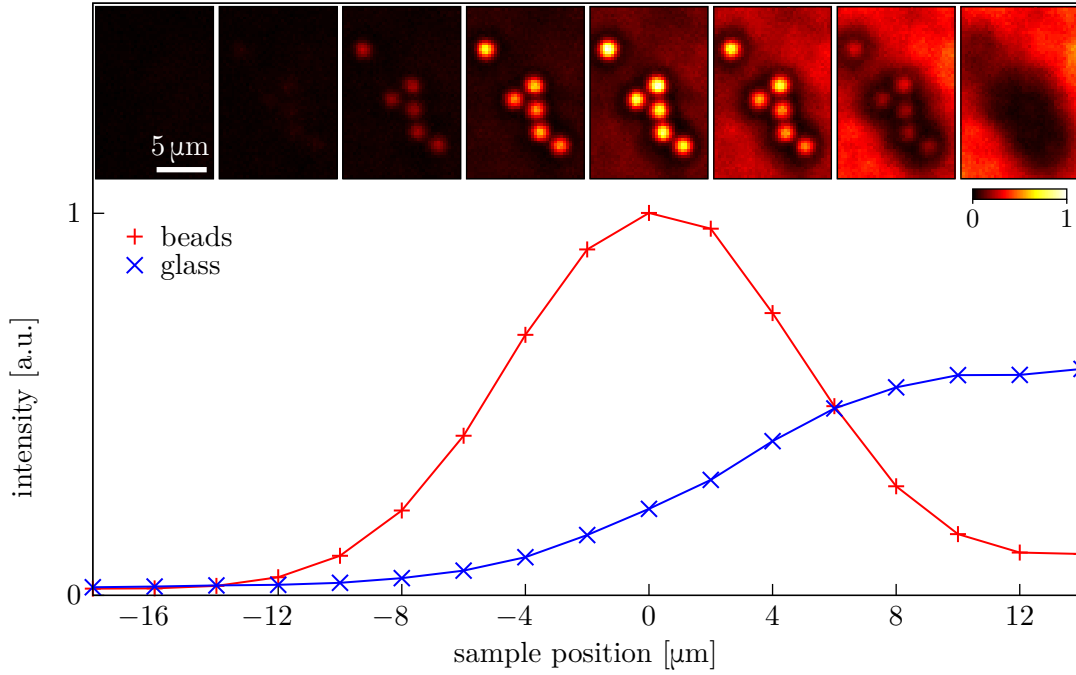 5 µm
0 1
1
beads
glass
intensity [a.u.]
0
−16 −12 −8 −4 0 4 8 12
sample position [µm]